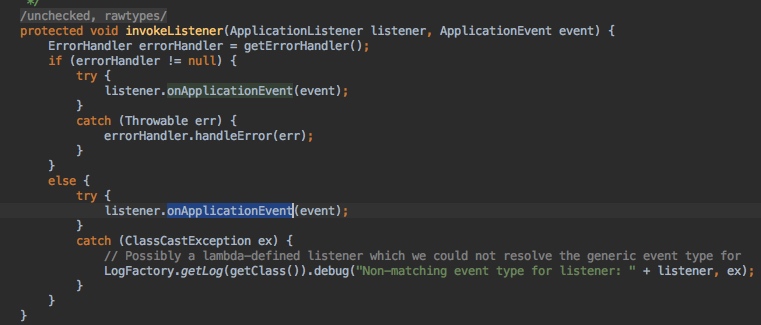 */
/unchecked, rawtypes/
protected void invokeListener(ApplicationListener listener, ApplicationEvent event) {
ErrorHandler errorHandler = getErrorHandler();
if (errorHandler != null) {
try {
listener.onApplicationEvent(event);
}
catch (Throwable err) {
errorHandler.handleError(err);
}
}
else {
try {
listener.onApplicationEvent(event);
}
catch (ClassCastException ex) {
// Possibly a lambda-defined listener which we could not resolve the generic event type for
LogFactory.getLog(getClass()).debug("Non-matching event type for listener: " + listener, ex);
}
}
}